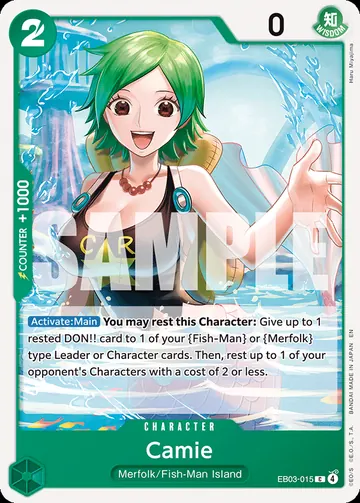 2
0
知
WISDOM
Haru Miyajima
COUNTER +1000
CAR
SAMPLE
Activate:Main You may rest this Character: Give up to 1
rested DON!! card to 1 of your {Fish-Man} or {Merfolk}
type Leader or Character cards. Then, rest up to 1 of your
opponent's Characters with a cost of 2 or less.
CHARACTER
Camie
Merfolk/Fish-Man Island
EB03-015 C 4
BANDAI MADE IN JAPAN EN
©E.O./S., T.A.